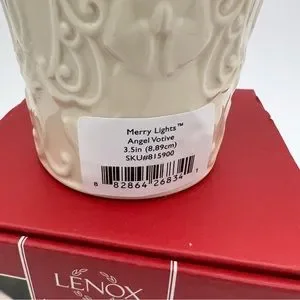 Merry Lights™
Angel Votive
3.5in (8.89cm)
SKU#815900
8 82864 26834 1
LENOX